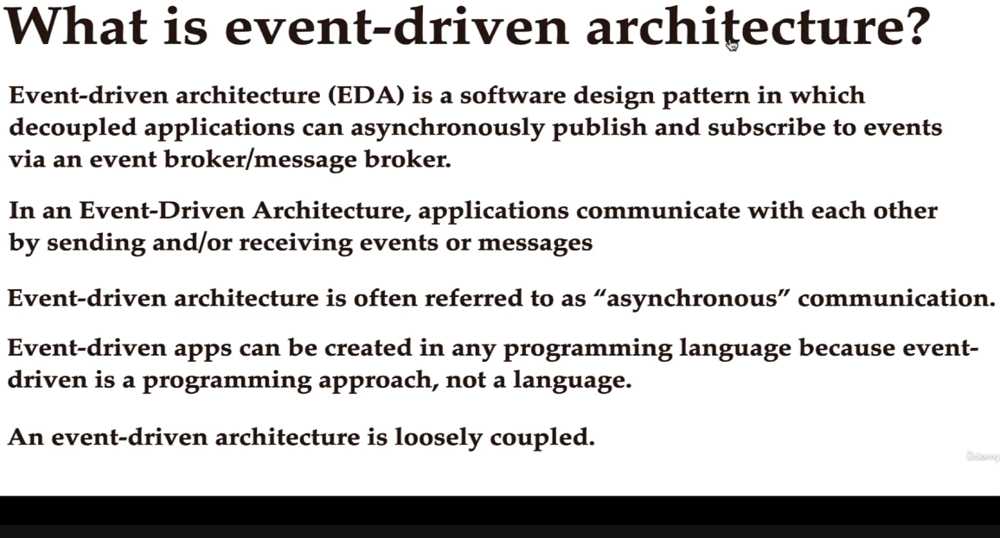 What is event-driven architecture?
Event-driven architecture (EDA) is a software design pattern in which
decoupled applications can asynchronously publish and subscribe to events
via an event broker/message broker.
In an Event-Driven Architecture, applications communicate with each other
by sending and/or receiving events or messages
Event-driven architecture is often referred to as “asynchronous” communication.
Event-driven apps can be created in any programming language because event-
driven is a programming approach, not a language.
An event-driven architecture is loosely coupled.
ûdemy